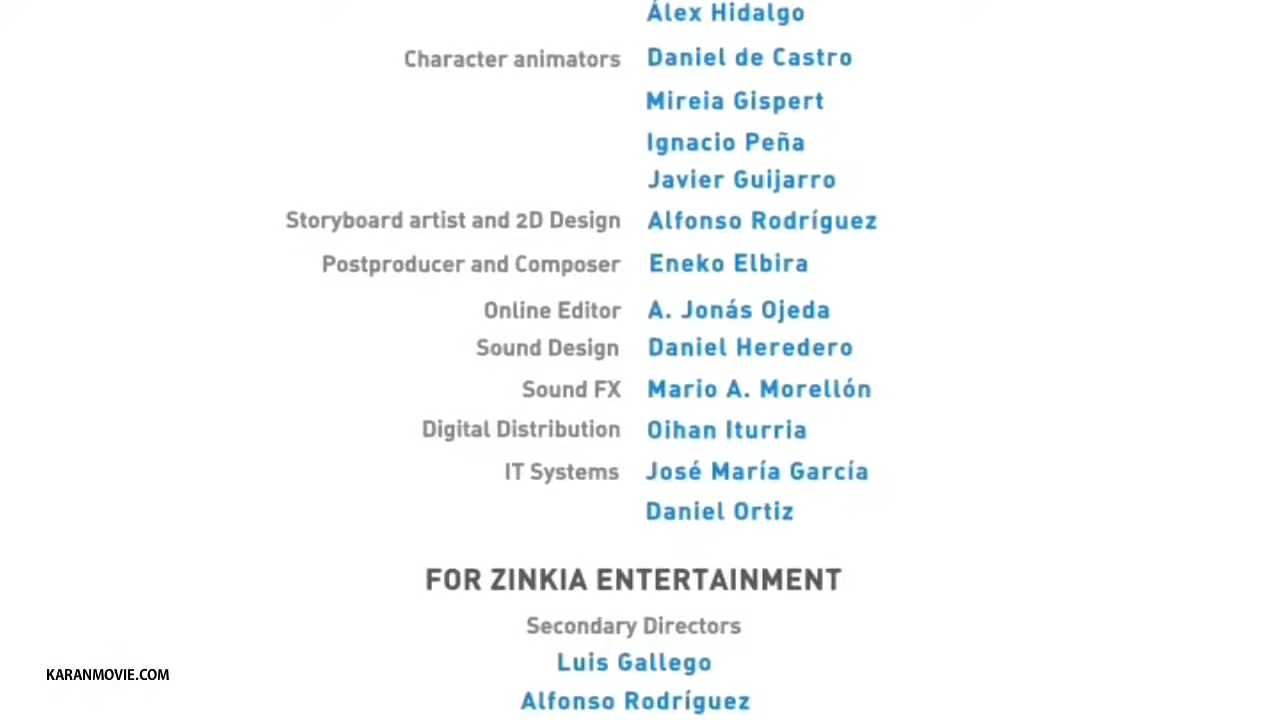 Álex Hidalgo
Character animators Daniel de Castro
Mireia Gispert
Ignacio Peña
Javier Guijarro
Storyboard artist and 2D Design Alfonso Rodríguez
Postproducer and Composer Eneko Elbira
Online Editor A. Jonás Ojeda
Sound Design Daniel Heredero
Sound FX Mario A. Morellón
Digital Distribution Oihan Iturria
IT Systems José María García
Daniel Ortiz
FOR ZINKIA ENTERTAINMENT
Secondary Directors
Luis Gallego
KARANMOVIE.COM
Alfonso Rodríguez